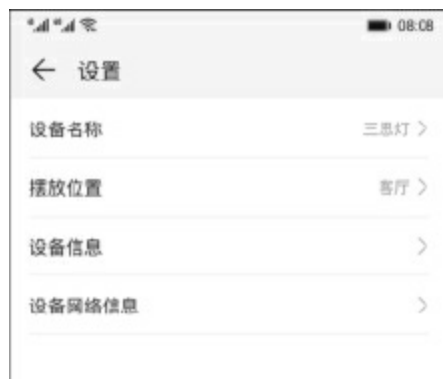 08:08
设置
设备名称 三思灯
摆放位置 客厅
设备信息
设备网络信息